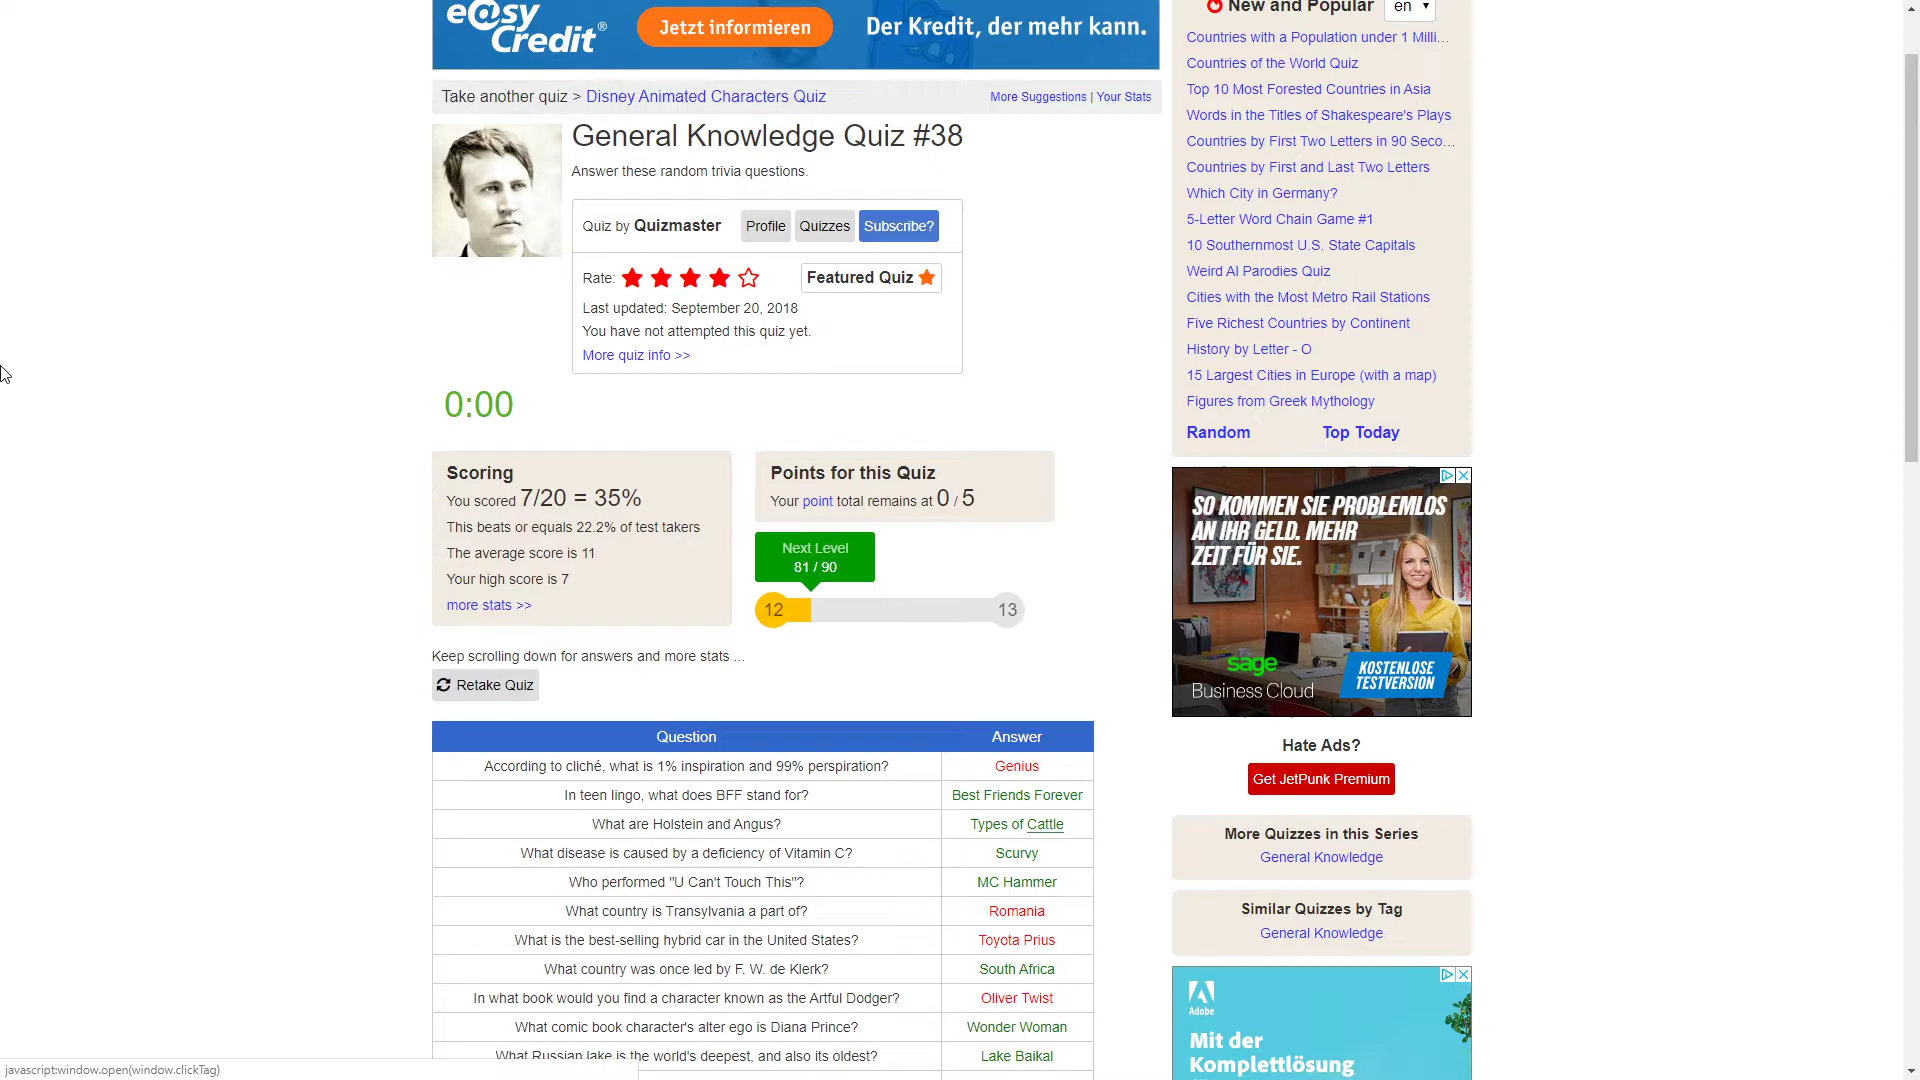 e@sy
Credit®
Jetzt informieren
Der Kredit, der mehr kann.
Take another quiz > Disney Animated Characters Quiz
More Suggestions | Your Stats
General Knowledge Quiz #38
Answer these random trivia questions.
Quiz by Quizmaster
Profile
Quizzes
Subscribe?
Rate:
Featured Quiz
Last updated: September 20, 2018
You have not attempted this quiz yet.
More quiz info >>
0:00
Scoring
You scored 7/20 = 35%
This beats or equals 22.2% of test takers
The average score is 11
Your high score is 7
more stats >>
Points for this Quiz
Your point total remains at 0 / 5
Next Level
81 / 90
12
13
Keep scrolling down for answers and more stats ...
Retake Quiz
Question Answer
According to cliché, what is 1% inspiration and 99% perspiration? Genius
In teen lingo, what does BFF stand for? Best Friends Forever
What are Holstein and Angus? Types of Cattle
What disease is caused by a deficiency of Vitamin C? Scurvy
Who performed "U Can't Touch This"? MC Hammer
What country is Transylvania a part of? Romania
What is the best-selling hybrid car in the United States? Toyota Prius
What country was once led by F. W. de Klerk? South Africa
In what book would you find a character known as the Artful Dodger? Oliver Twist
What comic book character's alter ego is Diana Prince? Wonder Woman
What Russian lake is the world's deepest, and also its oldest? Lake Baikal
New and Popular
en
Countries with a Population under 1 Milli...
Countries of the World Quiz
Top 10 Most Forested Countries in Asia
Words in the Titles of Shakespeare's Plays
Countries by First Two Letters in 90 Seco...
Countries by First and Last Two Letters
Which City in Germany?
5-Letter Word Chain Game #1
10 Southernmost U.S. State Capitals
Weird Al Parodies Quiz
Cities with the Most Metro Rail Stations
Five Richest Countries by Continent
History by Letter - O
15 Largest Cities in Europe (with a map)
Figures from Greek Mythology
Random
Top Today
SO KOMMEN SIE PROBLEMLOS
AN IHR GELD. MEHR
ZEIT FÜR SIE.
sage
Business Cloud
KOSTENLOSE
TESTVERSION
Hate Ads?
Get JetPunk Premium
More Quizzes in this Series
General Knowledge
Similar Quizzes by Tag
General Knowledge
Adobe
Mit der
Komplettlösung
javascript:window.open(window.clickTag)